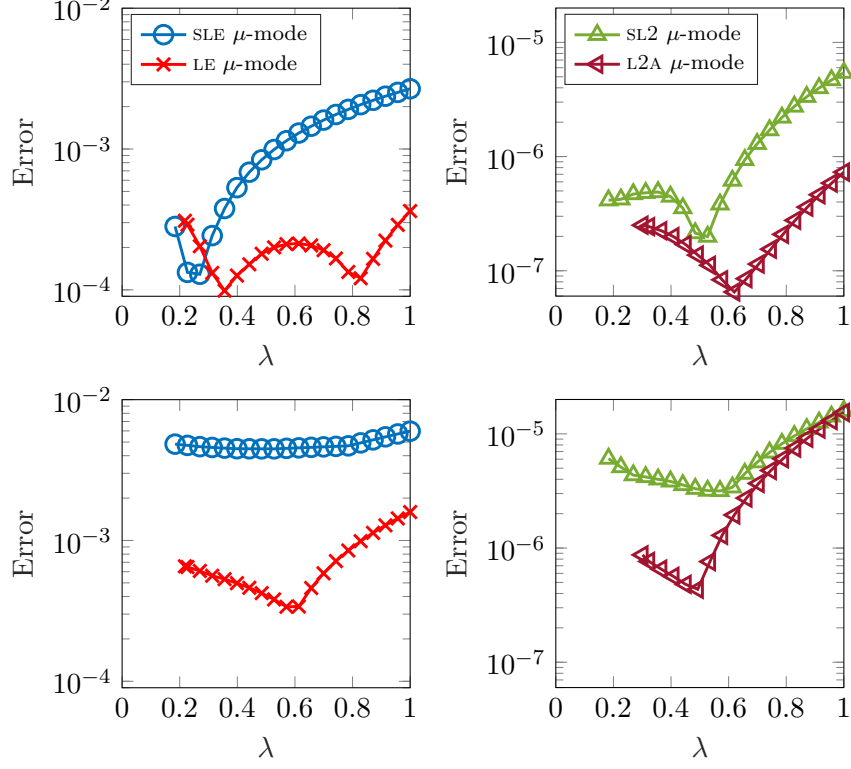 10⁻²
10⁻³
10⁻⁴
Error
SLE μ-mode
LE μ-mode
0 0.2 0.4 0.6 0.8 1
λ
10⁻⁵
10⁻⁶
10⁻⁷
Error
SL2 μ-mode
L2A μ-mode
0 0.2 0.4 0.6 0.8 1
λ
10⁻²
10⁻³
10⁻⁴
Error
0 0.2 0.4 0.6 0.8 1
λ
10⁻⁵
10⁻⁶
10⁻⁷
Error
0 0.2 0.4 0.6 0.8 1
λ